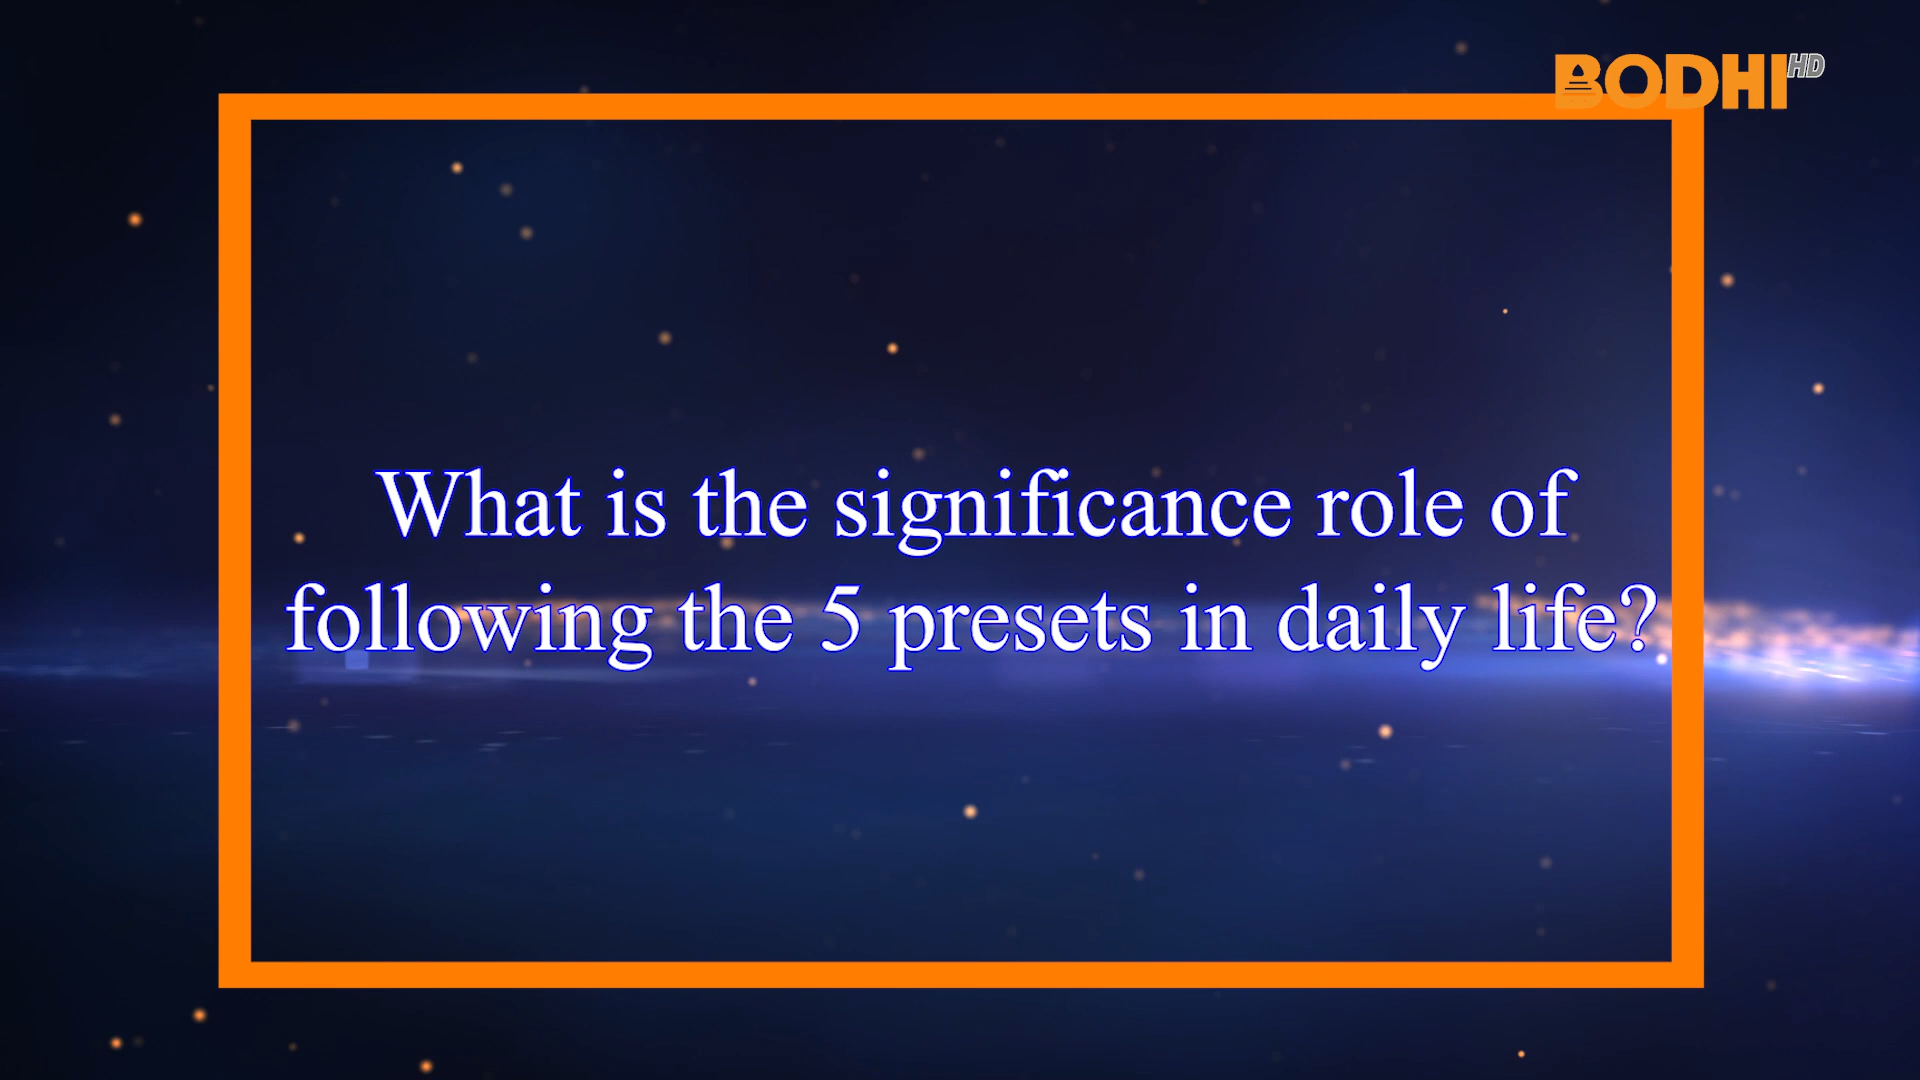 BODHI HD
What is the significance role of
following the 5 presets in daily life?